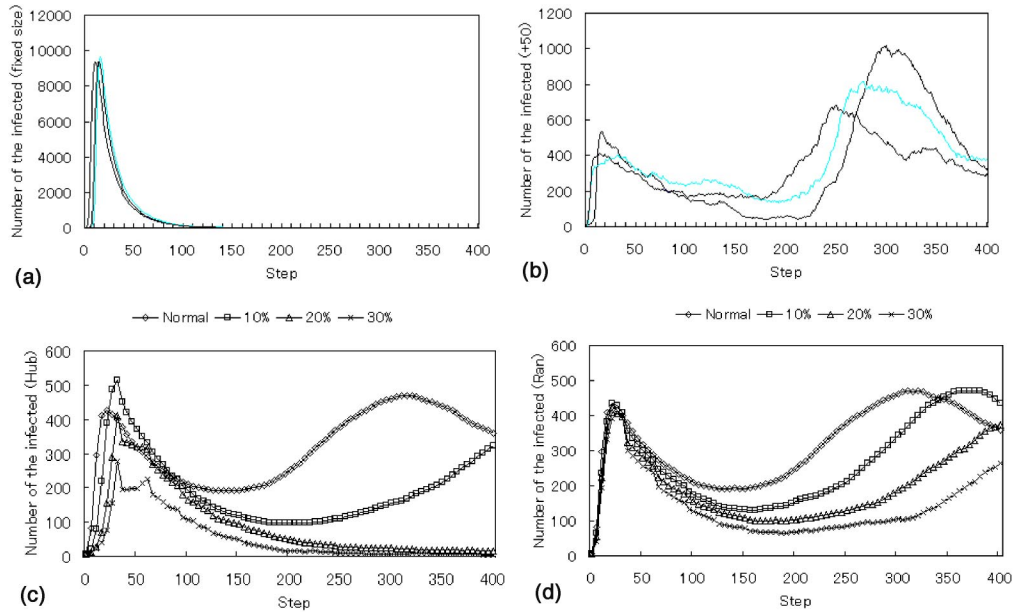 Number of the infected (fixed size)
12000
10000
8000
6000
4000
2000
0
0 50 100 150 200 250 300 350 400
Step
(a)
Number of the infected (+50)
1200
1000
800
600
400
200
0
0 50 100 150 200 250 300 350 400
Step
(b)
Normal 10% 20% 30%
Number of the infected (Hub)
600
500
400
300
200
100
0
0 50 100 150 200 250 300 350 400
Step
(c)
Normal 10% 20% 30%
Number of the infected (Ran)
600
500
400
300
200
100
0
0 50 100 150 200 250 300 350 400
Step
(d)